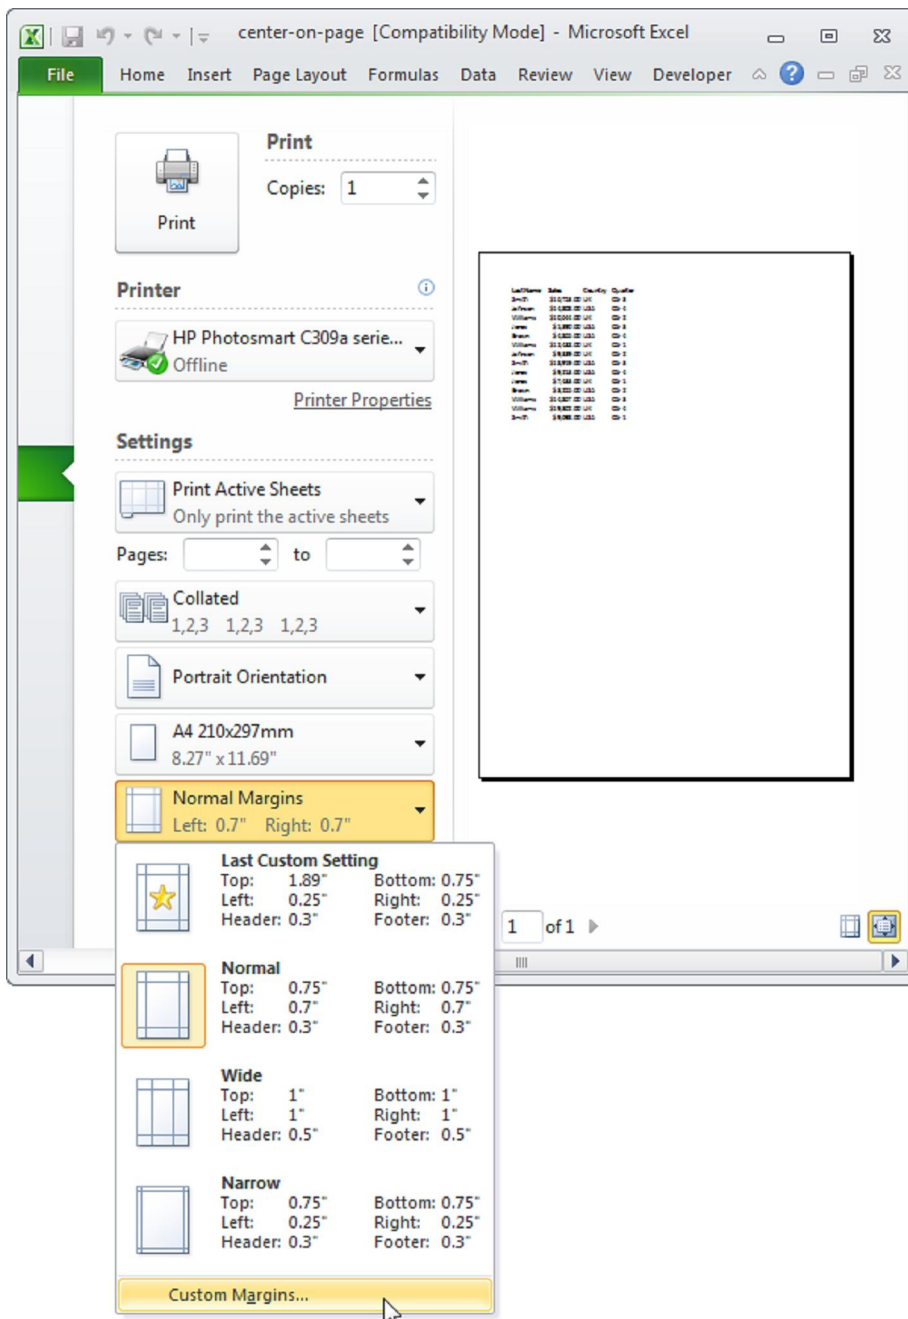 center-on-page [Compatibility Mode] - Microsoft Excel
File Home Insert Page Layout Formulas Data Review View Developer
Print
Copies: 1
Print
Printer
HP Photosmart C309a serie...
Offline
Printer Properties
Settings
Print Active Sheets
Only print the active sheets
Pages: to
Collated
1,2,3 1,2,3 1,2,3
Portrait Orientation
A4 210x297mm
8.27" x 11.69"
Normal Margins
Left: 0.7" Right: 0.7"
Last Custom Setting
Top: 1.89" Bottom: 0.75"
Left: 0.25" Right: 0.25"
Header: 0.3" Footer: 0.3"
Normal
Top: 0.75" Bottom: 0.75"
Left: 0.7" Right: 0.7"
Header: 0.3" Footer: 0.3"
Wide
Top: 1" Bottom: 1"
Left: 1" Right: 1"
Header: 0.5" Footer: 0.5"
Narrow
Top: 0.75" Bottom: 0.75"
Left: 0.25" Right: 0.25"
Header: 0.3" Footer: 0.3"
Custom Margins...
Last Name Sales Country Quarter
1 of 1